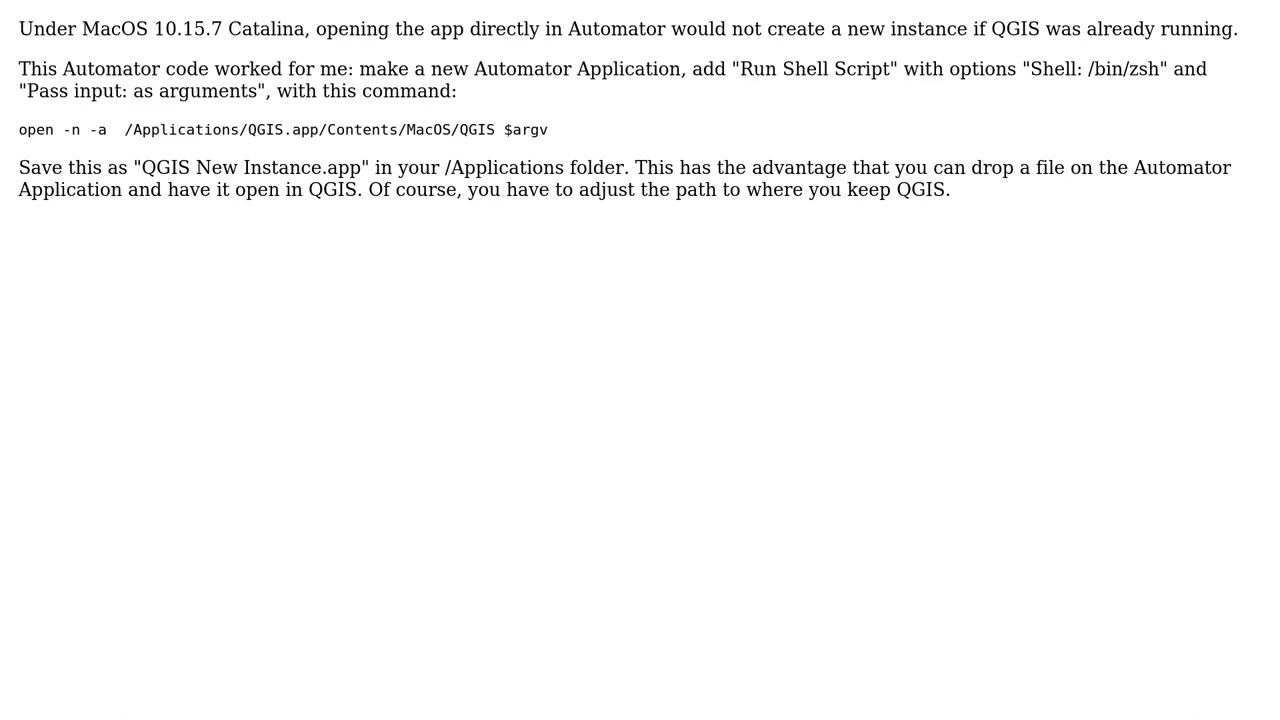 Under MacOS 10.15.7 Catalina, opening the app directly in Automator would not create a new instance if QGIS was already running.
This Automator code worked for me: make a new Automator Application, add "Run Shell Script" with options "Shell: /bin/zsh" and
"Pass input: as arguments", with this command:
open -n -a  /Applications/QGIS.app/Contents/MacOS/QGIS $argv
Save this as "QGIS New Instance.app" in your /Applications folder. This has the advantage that you can drop a file on the Automator
Application and have it open in QGIS. Of course, you have to adjust the path to where you keep QGIS.